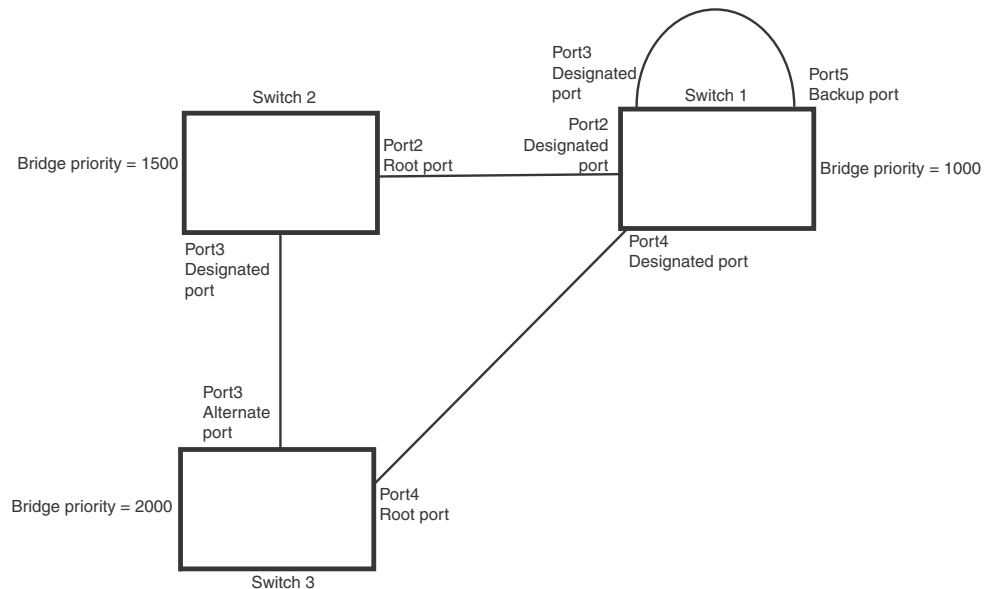 Port3
Designated
port
Port5
Backup port
Switch 2
Switch 1
Port2
Designated
port
Port2
Root port
Bridge priority = 1500
Bridge priority = 1000
Port3
Designated
port
Port4
Designated port
Port3
Alternate
port
Bridge priority = 2000
Port4
Root port
Switch 3